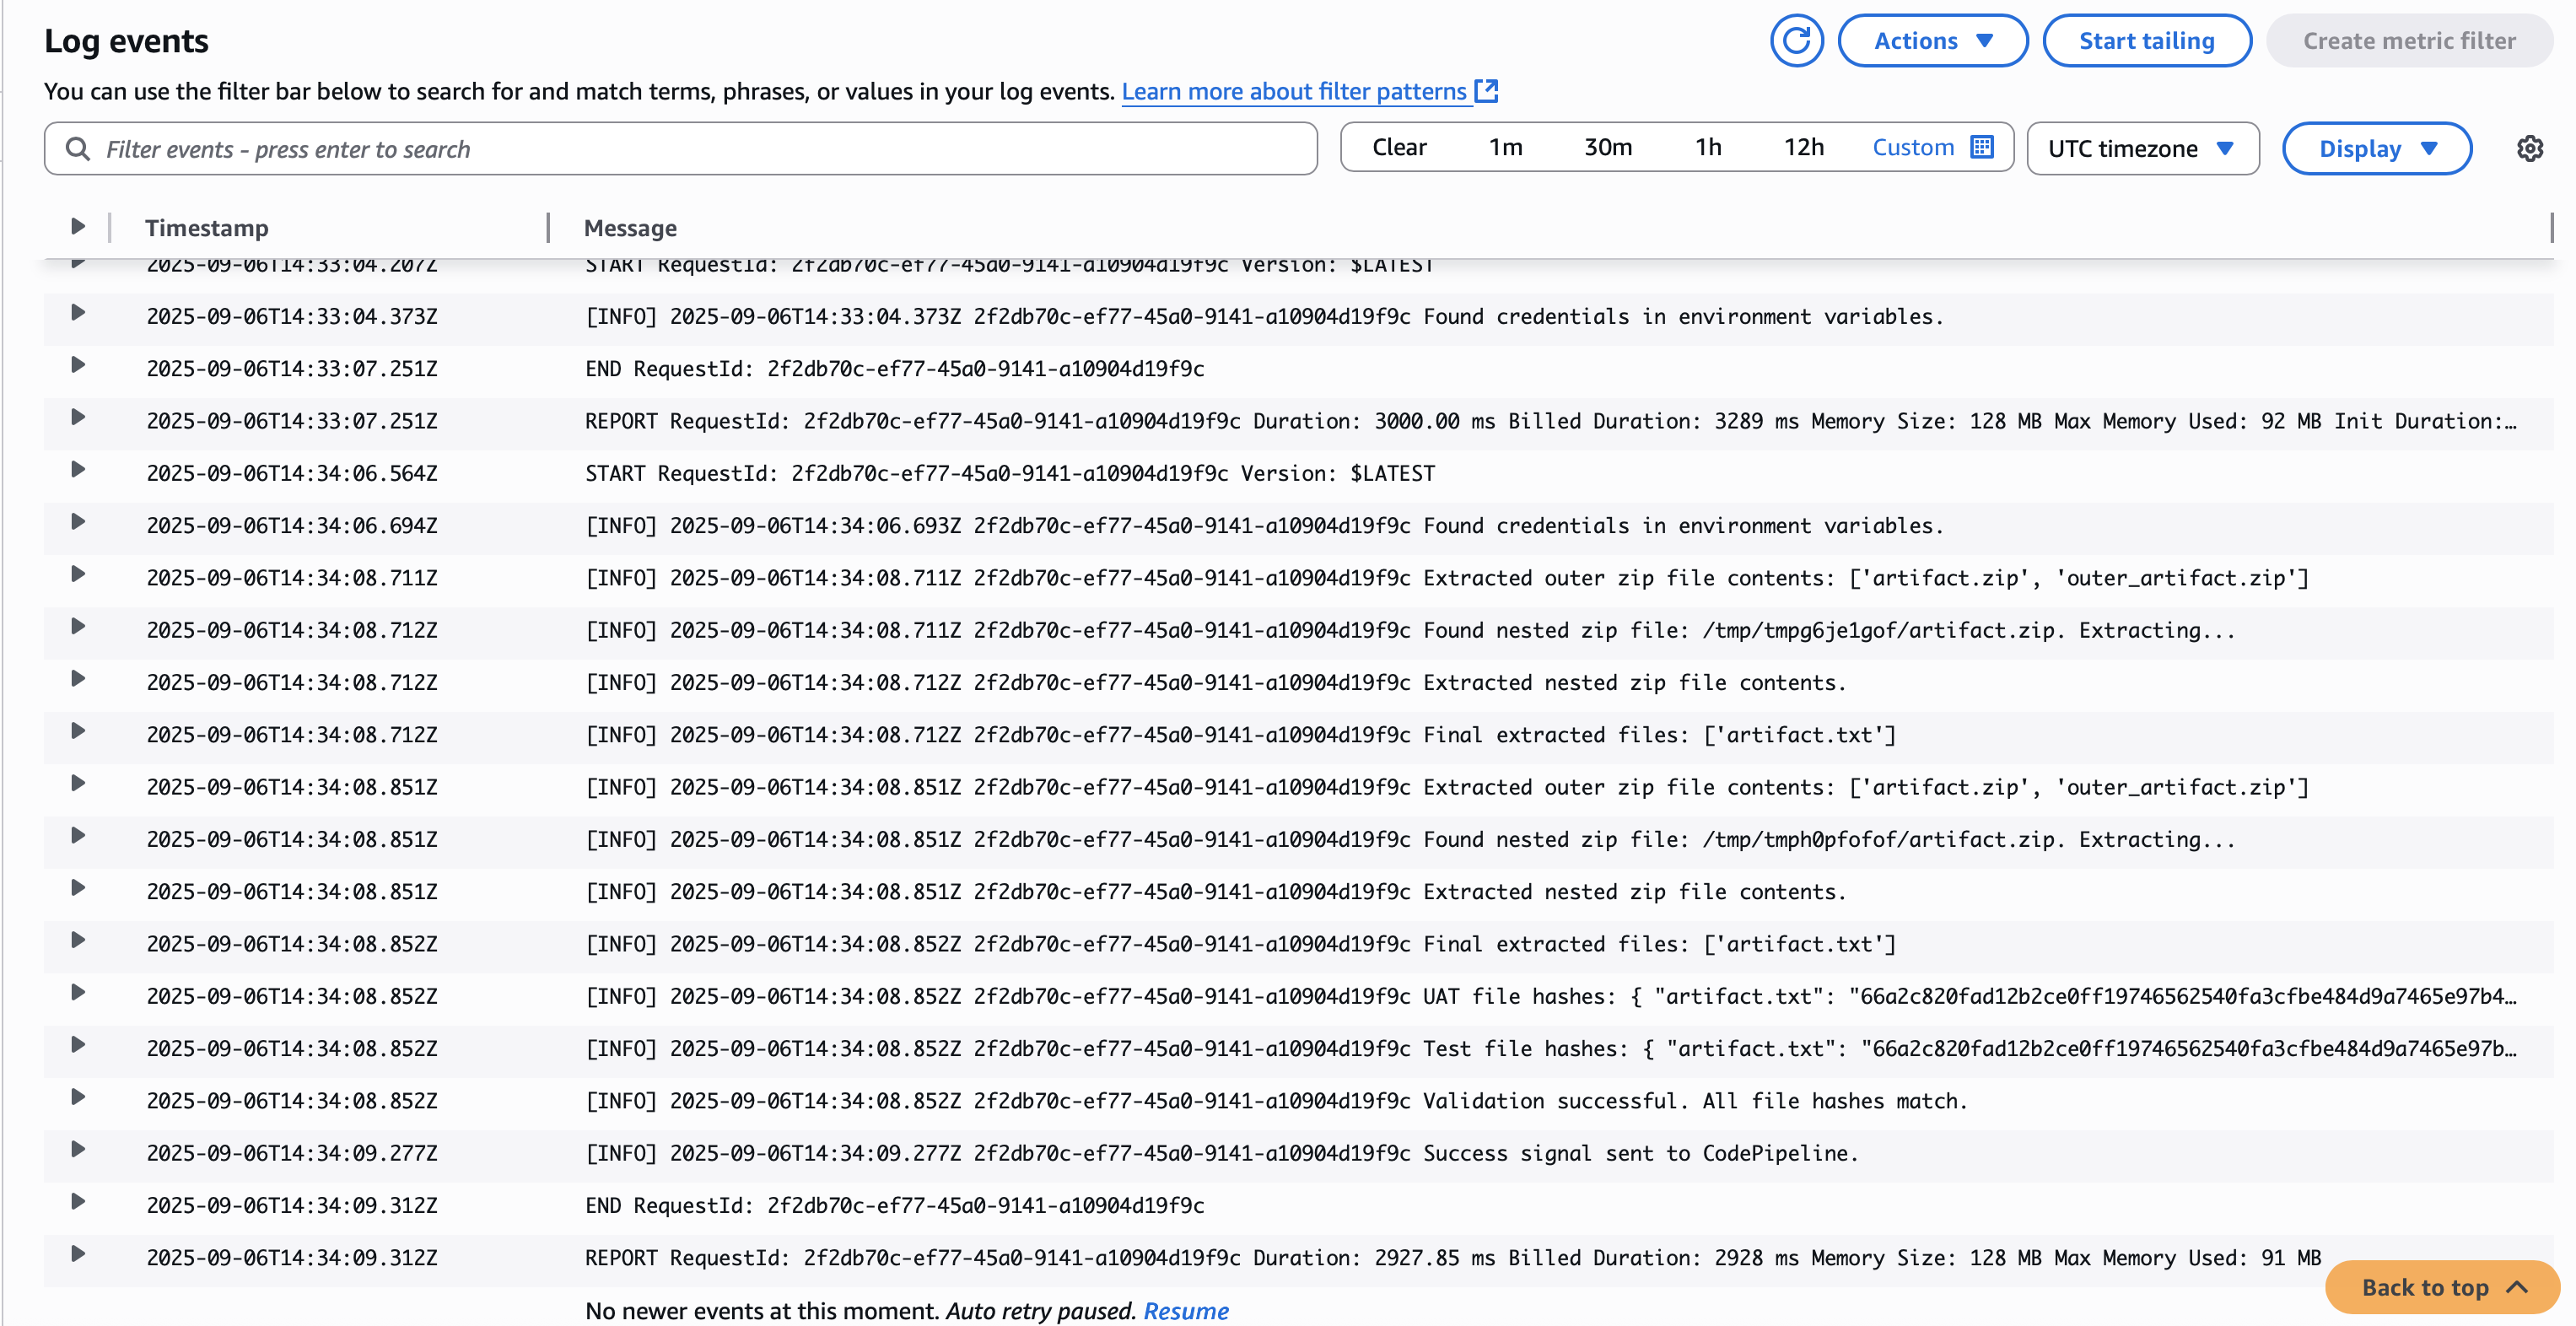 Log events
Actions
Start tailing
Create metric filter
You can use the filter bar below to search for and match terms, phrases, or values in your log events. Learn more about filter patterns
Filter events - press enter to search
Clear 1m 30m 1h 12h Custom
UTC timezone
Display
Timestamp Message
2025-09-06T14:33:04.207Z START RequestId: 2f2db70c-ef77-45a0-9141-a10904d19f9c Version: $LATEST
2025-09-06T14:33:04.373Z [INFO] 2025-09-06T14:33:04.373Z 2f2db70c-ef77-45a0-9141-a10904d19f9c Found credentials in environment variables.
2025-09-06T14:33:07.251Z END RequestId: 2f2db70c-ef77-45a0-9141-a10904d19f9c
2025-09-06T14:33:07.251Z REPORT RequestId: 2f2db70c-ef77-45a0-9141-a10904d19f9c Duration: 3000.00 ms Billed Duration: 3289 ms Memory Size: 128 MB Max Memory Used: 92 MB Init Duration:…
2025-09-06T14:34:06.564Z START RequestId: 2f2db70c-ef77-45a0-9141-a10904d19f9c Version: $LATEST
2025-09-06T14:34:06.694Z [INFO] 2025-09-06T14:34:06.693Z 2f2db70c-ef77-45a0-9141-a10904d19f9c Found credentials in environment variables.
2025-09-06T14:34:08.711Z [INFO] 2025-09-06T14:34:08.711Z 2f2db70c-ef77-45a0-9141-a10904d19f9c Extracted outer zip file contents: ['artifact.zip', 'outer_artifact.zip']
2025-09-06T14:34:08.712Z [INFO] 2025-09-06T14:34:08.711Z 2f2db70c-ef77-45a0-9141-a10904d19f9c Found nested zip file: /tmp/tmpg6je1gof/artifact.zip. Extracting...
2025-09-06T14:34:08.712Z [INFO] 2025-09-06T14:34:08.712Z 2f2db70c-ef77-45a0-9141-a10904d19f9c Extracted nested zip file contents.
2025-09-06T14:34:08.712Z [INFO] 2025-09-06T14:34:08.712Z 2f2db70c-ef77-45a0-9141-a10904d19f9c Final extracted files: ['artifact.txt']
2025-09-06T14:34:08.851Z [INFO] 2025-09-06T14:34:08.851Z 2f2db70c-ef77-45a0-9141-a10904d19f9c Extracted outer zip file contents: ['artifact.zip', 'outer_artifact.zip']
2025-09-06T14:34:08.851Z [INFO] 2025-09-06T14:34:08.851Z 2f2db70c-ef77-45a0-9141-a10904d19f9c Found nested zip file: /tmp/tmph0pfofof/artifact.zip. Extracting...
2025-09-06T14:34:08.851Z [INFO] 2025-09-06T14:34:08.851Z 2f2db70c-ef77-45a0-9141-a10904d19f9c Extracted nested zip file contents.
2025-09-06T14:34:08.852Z [INFO] 2025-09-06T14:34:08.852Z 2f2db70c-ef77-45a0-9141-a10904d19f9c Final extracted files: ['artifact.txt']
2025-09-06T14:34:08.852Z [INFO] 2025-09-06T14:34:08.852Z 2f2db70c-ef77-45a0-9141-a10904d19f9c UAT file hashes: { "artifact.txt": "66a2c820fad12b2ce0ff19746562540fa3cfbe484d9a7465e97b4…
2025-09-06T14:34:08.852Z [INFO] 2025-09-06T14:34:08.852Z 2f2db70c-ef77-45a0-9141-a10904d19f9c Test file hashes: { "artifact.txt": "66a2c820fad12b2ce0ff19746562540fa3cfbe484d9a7465e97b…
2025-09-06T14:34:08.852Z [INFO] 2025-09-06T14:34:08.852Z 2f2db70c-ef77-45a0-9141-a10904d19f9c Validation successful. All file hashes match.
2025-09-06T14:34:09.277Z [INFO] 2025-09-06T14:34:09.277Z 2f2db70c-ef77-45a0-9141-a10904d19f9c Success signal sent to CodePipeline.
2025-09-06T14:34:09.312Z END RequestId: 2f2db70c-ef77-45a0-9141-a10904d19f9c
2025-09-06T14:34:09.312Z REPORT RequestId: 2f2db70c-ef77-45a0-9141-a10904d19f9c Duration: 2927.85 ms Billed Duration: 2928 ms Memory Size: 128 MB Max Memory Used: 91 MB
Back to top
No newer events at this moment. Auto retry paused. Resume